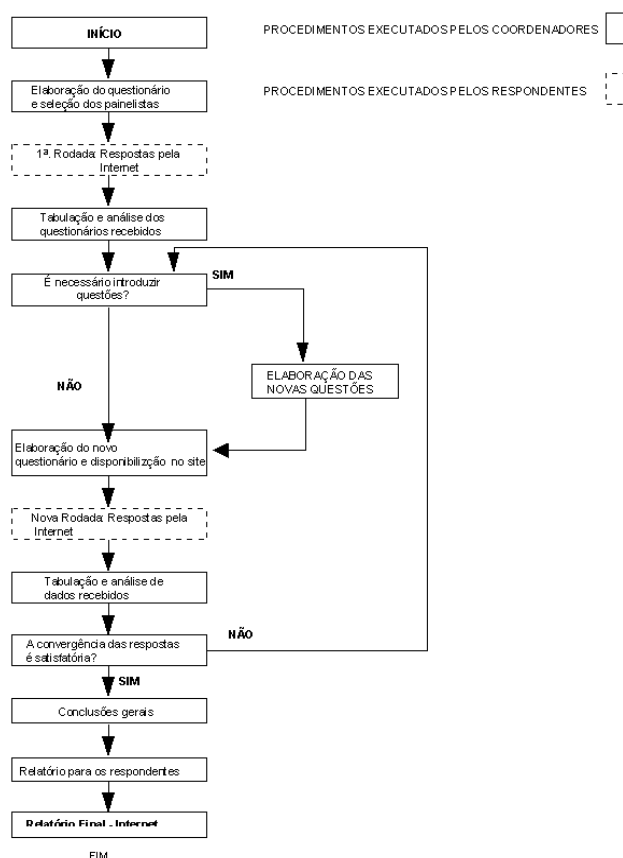 INÍCIO
PROCEDIMENTOS EXECUTADOS PELOS COORDENADORES
Elaboração do questionário
e seleção dos painelistas
PROCEDIMENTOS EXECUTADOS PELOS RESPONDENTES
1ª. Rodada: Respostas pela
Internet
Tabulação e análise dos
questionários recebidos
É necessário introduzir
questões?
SIM
ELABORAÇÃO DAS
NOVAS QUESTÕES
NÃO
Elaboração do novo
questionário e disponibilizção no site
Nova Rodada: Respostas pela
Internet
Tabulação e análise de
dados recebidos
A convergência das respostas
é satisfatória?
NÃO
SIM
Conclusões gerais
Relatório para os respondentes
Relatório Final - Internet
FIM